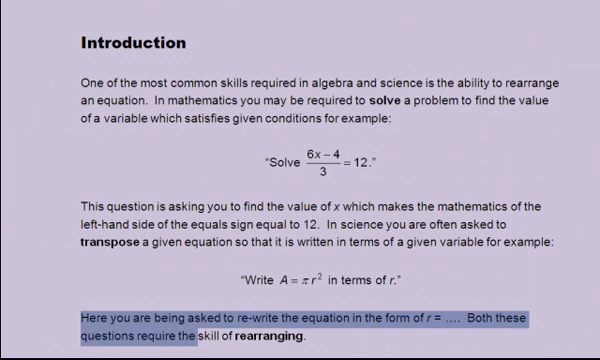 Introduction
One of the most common skills required in algebra and science is the ability to rearrange
an equation. In mathematics you may be required to solve a problem to find the value
of a variable which satisfies given conditions for example:
“Solve (6x – 4)/3 = 12.”
This question is asking you to find the value of x which makes the mathematics of the
left-hand side of the equals sign equal to 12. In science you are often asked to
transpose a given equation so that it is written in terms of a given variable for example:
“Write A = π r² in terms of r.”
Here you are being asked to re-write the equation in the form of r = …. Both these
questions require the skill of rearranging.